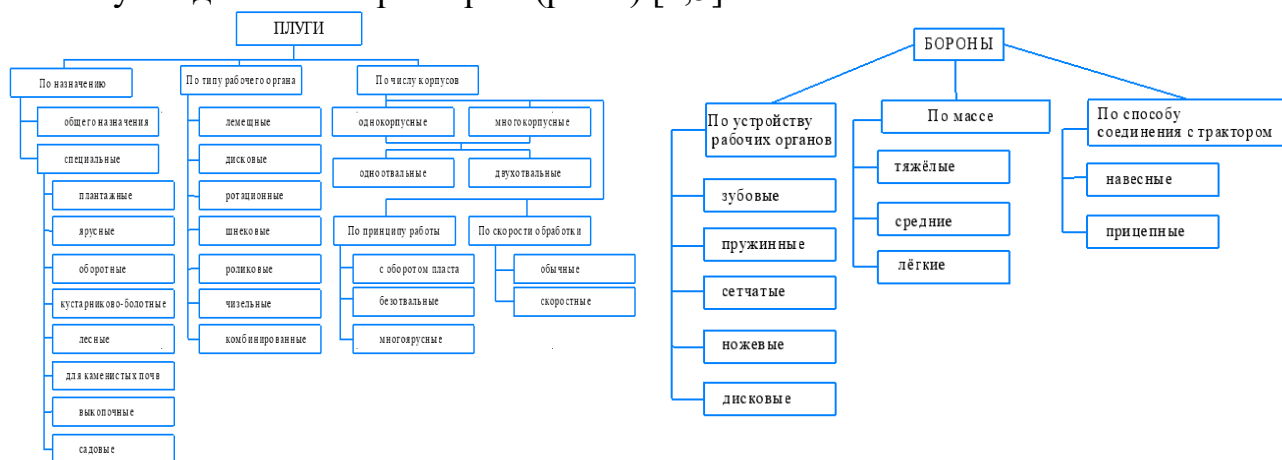 ПЛУГИ
По назначению
общего назначения
специальные
плантажные
ярусные
оборотные
кустарниково-болотные
лесные
для каменистых почв
выкопочные
садовые
По типу рабочего органа
лемещные
дисковые
ротационные
шнековые
роликовые
чизельные
комбинированные
По числу корпусов
однокорпусные
многокорпусные
одноотвальные
двухотвальные
По принципу работы
с оборотом пласта
безотвальные
многоярусные
По скорости обработки
обычные
скоростные
БОРОНЫ
По устройству
рабочих органов
зубовые
пружинные
сетчатые
ножевые
дисковые
По массе
тяжёлые
средние
лёгкие
По способу
соединения с трактором
навесные
прицепные